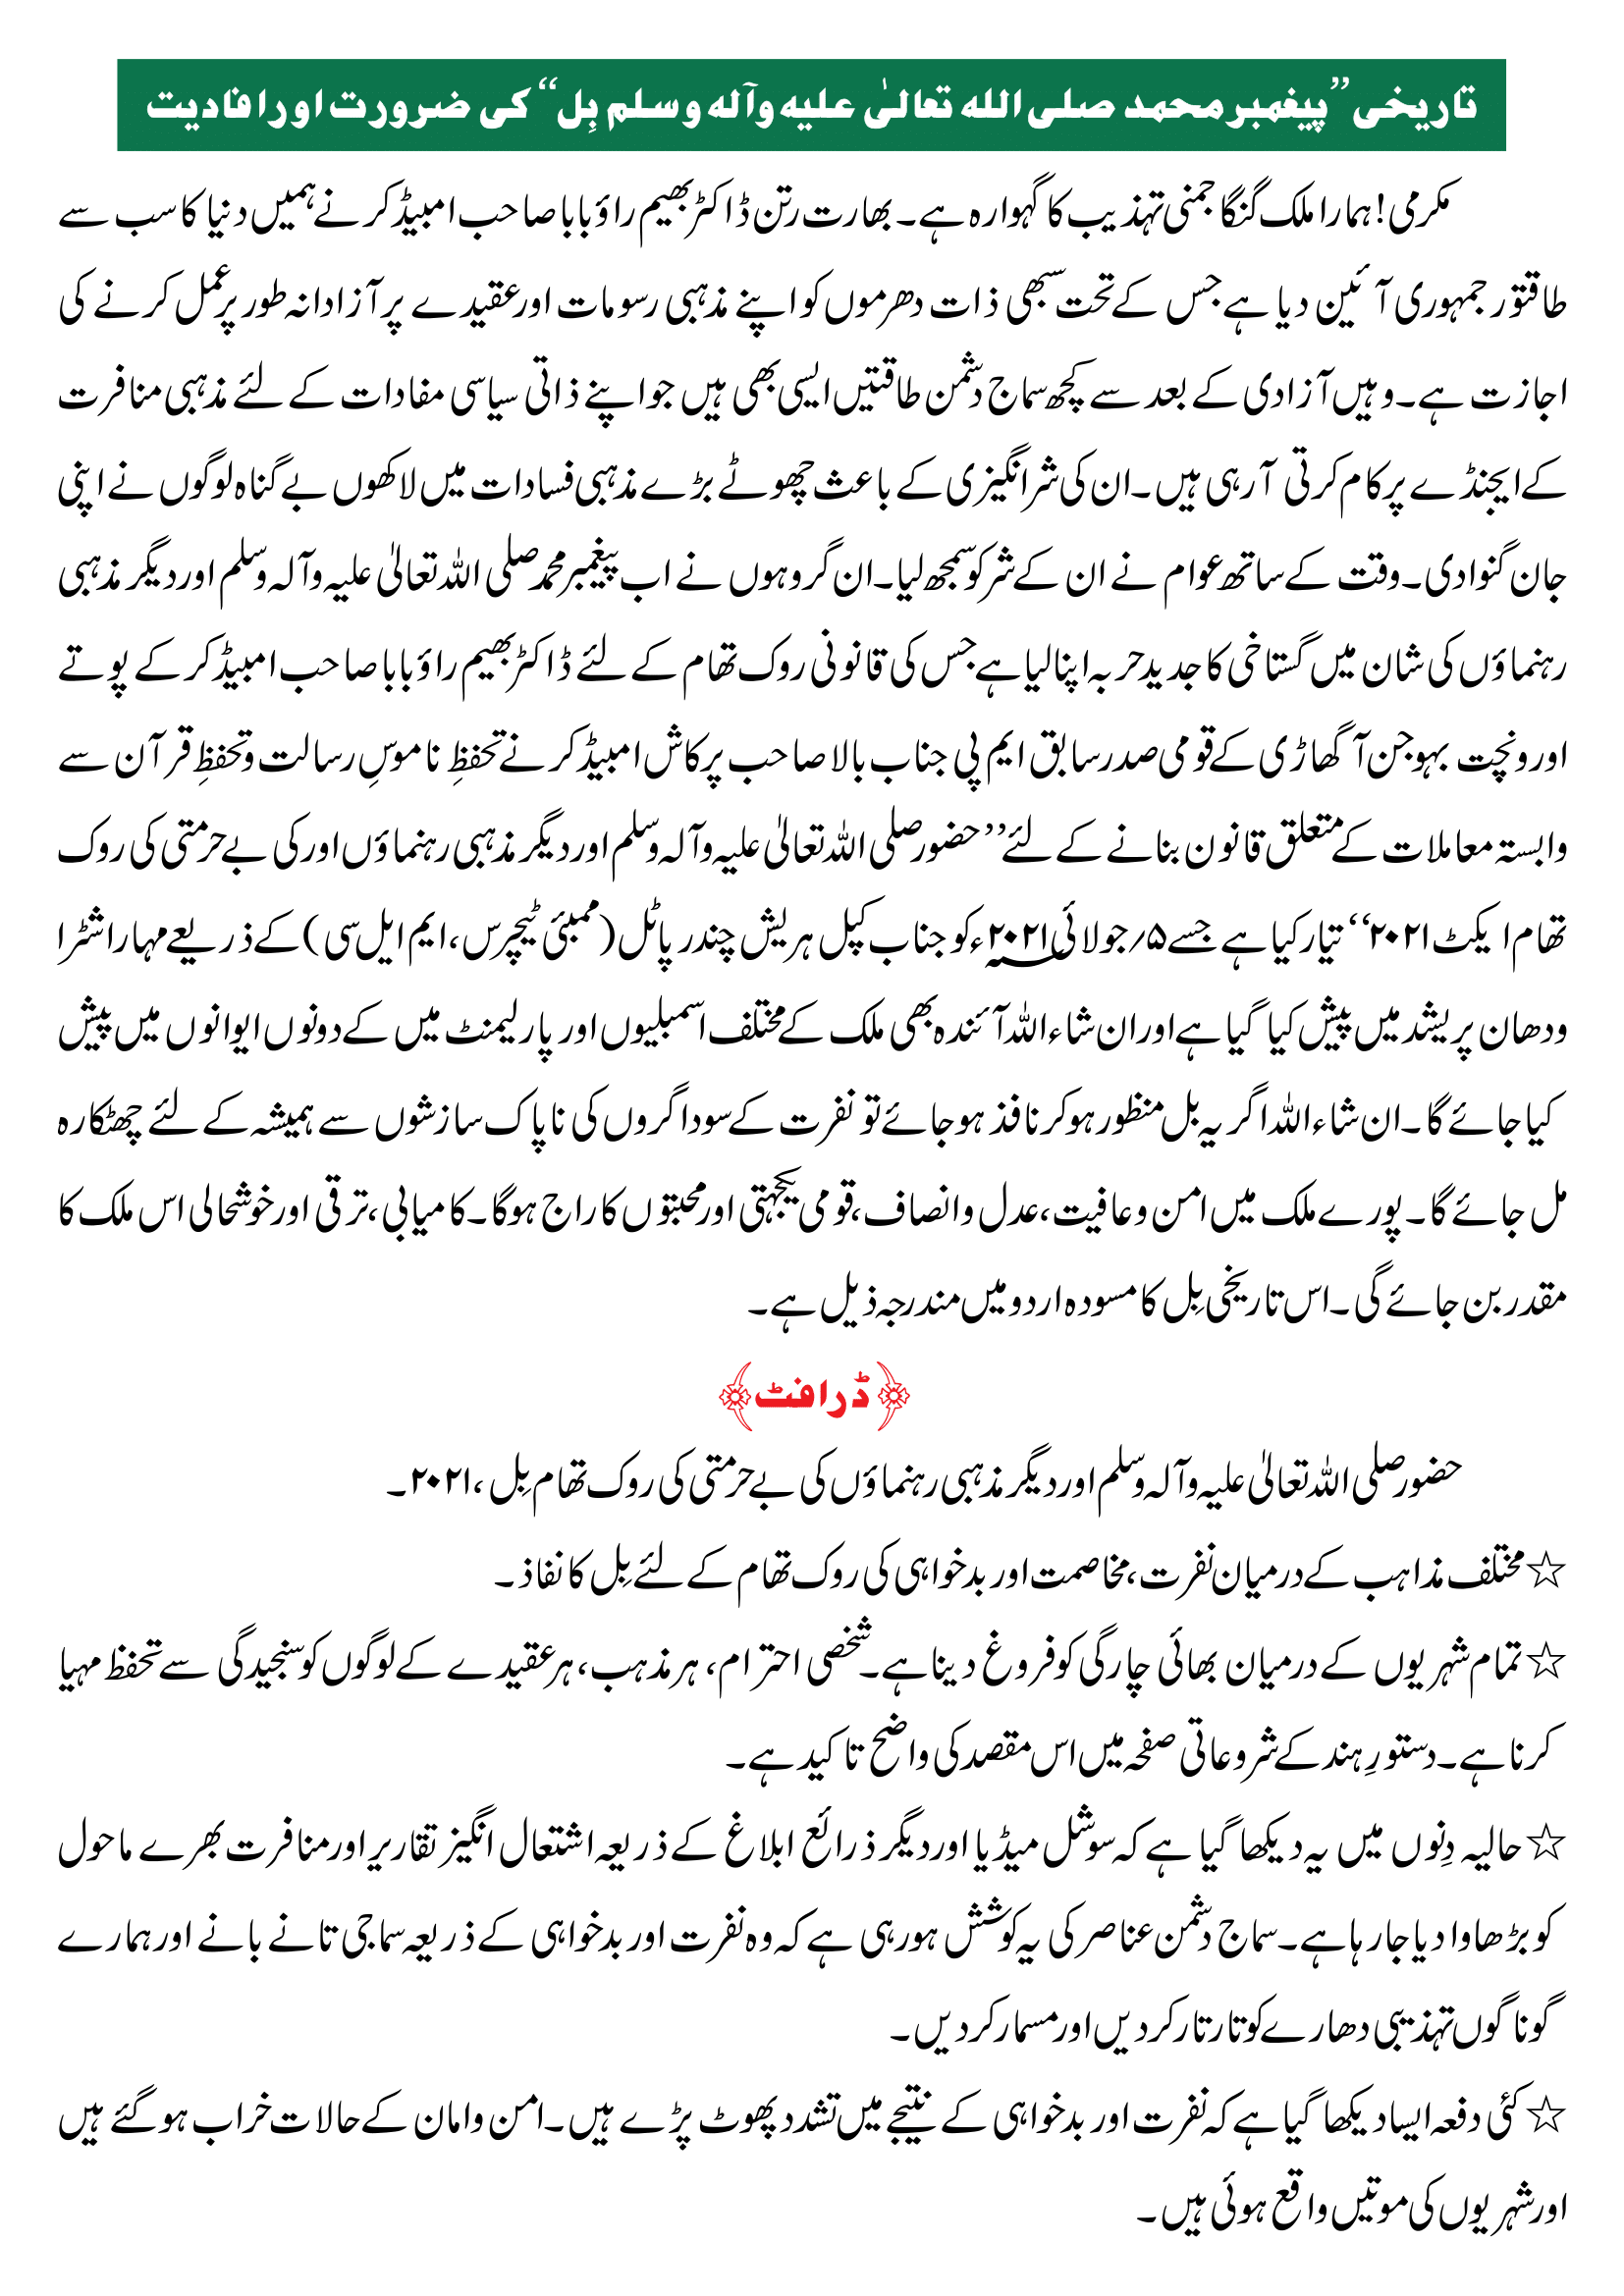 تاریخی ”پیغمبر محمد صلی اللہ تعالیٰ علیہ وآلہ وسلم بِل“ کی ضرورت اور افادیت
مکرمی! ہمارا ملک گنگا جمنی تہذیب کا گہوارہ ہے۔ بھارت رتن ڈاکٹر بھیم راؤ بابا صاحب امبیڈکر نے ہمیں دنیا کا سب سے
طاقتور جمہوری آئین دیا ہے جس کے تحت سبھی ذات دھرموں کو اپنے مذہبی رسومات اور عقیدے پر آزادانہ طور پر عمل کرنے کی
اجازت ہے۔ وہیں آزادی کے بعد سے کچھ سماج دشمن طاقتیں ایسی بھی ہیں جو اپنے ذاتی سیاسی مفادات کے لئے مذہبی منافرت
کے ایجنڈے پر کام کرتی آرہی ہیں۔ ان کی شر انگیزی کے باعث چھوٹے بڑے مذہبی فسادات میں لاکھوں بے گناہ لوگوں نے اپنی
جان گنوادی۔ وقت کے ساتھ عوام نے ان کے شر کو سمجھ لیا۔ ان گروہوں نے اب پیغمبر محمد صلی اللہ تعالیٰ علیہ وآلہ وسلم اور دیگر مذہبی
رہنماؤں کی شان میں گستاخی کا جدید حربہ اپنا لیا ہے جس کی قانونی روک تھام کے لئے ڈاکٹر بھیم راؤ بابا صاحب امبیڈکر کے پوتے
اور ونچت بہوجن آگھاڑی کے قومی صدر سابق ایم پی جناب بالا صاحب پرکاش امبیڈکر نے تحفظِ ناموسِ رسالت و تحفظِ قرآن سے
وابستہ معاملات کے متعلق قانون بنانے کے لئے ”حضور صلی اللہ تعالیٰ علیہ وآلہ وسلم اور دیگر مذہبی رہنماؤں اور کی بے حرمتی کی روک
تھام ایکٹ ۲۰۲۱“ تیار کیا ہے جسے ۵؍جولائی ۲۰۲۱؁ء کو جناب کپل ہریش چندر پاٹل (ممبئی ٹیچرس، ایم ایل سی) کے ذریعے مہاراشٹرا
ودھان پریشد میں پیش کیا گیا ہے اور ان شاء اللہ آئندہ بھی ملک کے مختلف اسمبلیوں اور پارلیمنٹ میں کے دونوں ایوانوں میں پیش
کیا جائے گا۔ ان شاء اللہ اگر یہ بل منظور ہو کر نافذ ہو جائے تو نفرت کے سوداگروں کی ناپاک سازشوں سے ہمیشہ کے لئے چھٹکارہ
مل جائے گا۔ پورے ملک میں امن و عافیت، عدل و انصاف، قومی یکجہتی اور محبتوں کا راج ہوگا۔ کامیابی، ترقی اور خوشحالی اس ملک کا
مقدر بن جائے گی۔ اس تاریخی بِل کا مسودہ اردو میں مندرجہ ذیل ہے۔
﴿ڈرافٹ﴾
حضور صلی اللہ تعالیٰ علیہ وآلہ وسلم اور دیگر مذہبی رہنماؤں کی بے حرمتی کی روک تھام بِل، ۲۰۲۱۔
☆ مختلف مذاہب کے درمیان نفرت، مخاصمت اور بدخواہی کی روک تھام کے لئے بِل کا نفاذ۔
☆ تمام شہریوں کے درمیان بھائی چارگی کو فروغ دینا ہے۔ شخصی احترام، ہر مذہب، ہر عقیدے کے لوگوں کو سنجیدگی سے تحفظ مہیا
کرنا ہے۔ دستورِ ہند کے شروعاتی صفحہ میں اس مقصد کی واضح تاکید ہے۔
☆ حالیہ دِنوں میں یہ دیکھا گیا ہے کہ سوشل میڈیا اور دیگر ذرائع ابلاغ کے ذریعہ اشتعال انگیز تقاریر اور منافرت بھرے ماحول
کو بڑھاوا دیا جارہا ہے۔ سماج دشمن عناصر کی یہ کوشش ہورہی ہے کہ وہ نفرت اور بدخواہی کے ذریعہ سماجی تانے بانے اور ہمارے
گوناگوں تہذیبی دھارے کو تار تار کردیں اور مسمار کردیں۔
☆ کئی دفعہ ایسا دیکھا گیا ہے کہ نفرت اور بدخواہی کے نتیجے میں تشدد پھوٹ پڑے ہیں۔ امن و امان کے حالات خراب ہوگئے ہیں
اور شہریوں کی موتیں واقع ہوئی ہیں۔